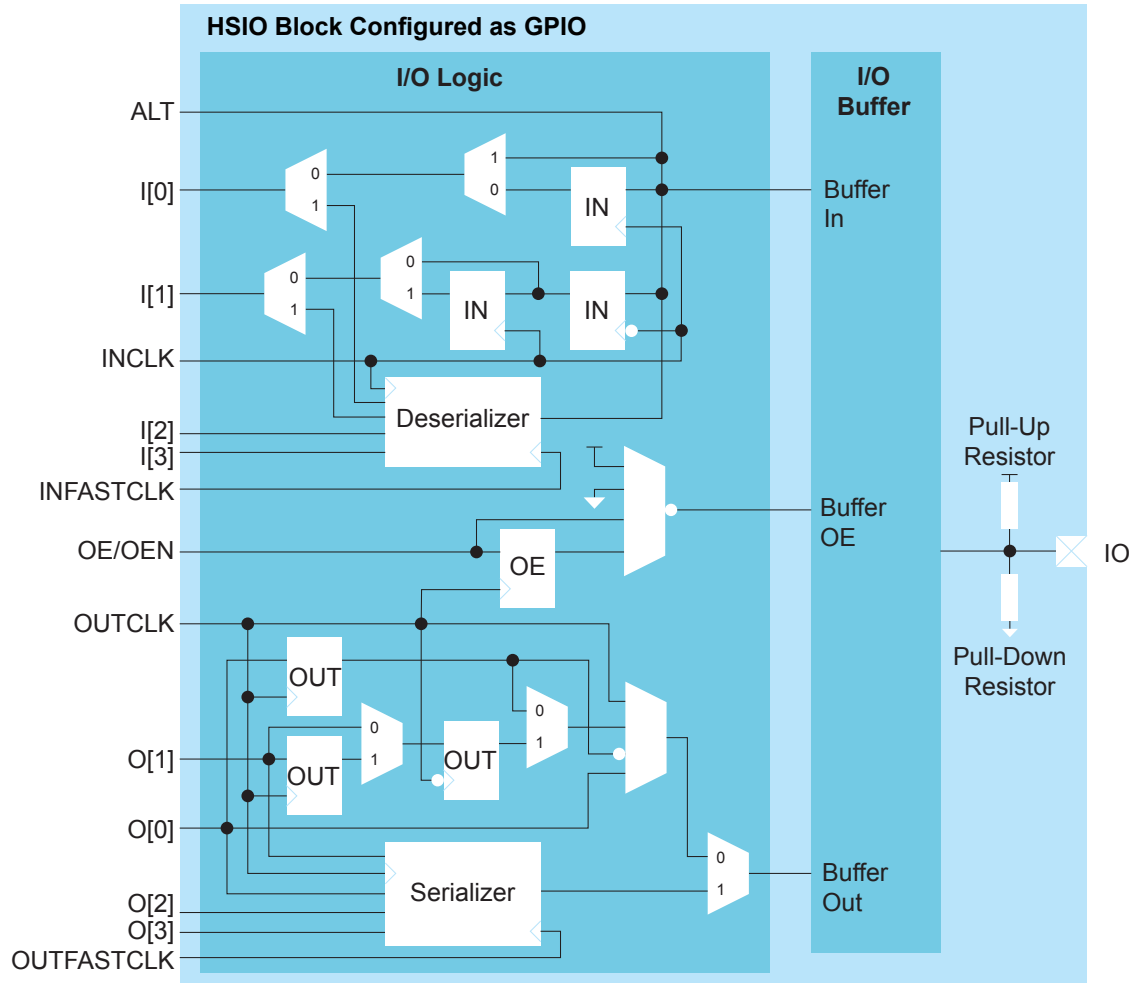 HSIO Block Configured as GPIO
I/O Logic
I/O
Buffer
ALT
I[0]
0
1
1
0
IN
Buffer
In
I[1]
0
1
0
1
IN
IN
INCLK
Deserializer
I[2]
I[3]
INFASTCLK
Pull-Up
Resistor
OE/OEN
OE
Buffer
OE
IO
OUTCLK
OUT
Pull-Down
Resistor
O[1]
OUT
0
1
OUT
0
1
O[0]
Serializer
0
1
Buffer
Out
O[2]
O[3]
OUTFASTCLK